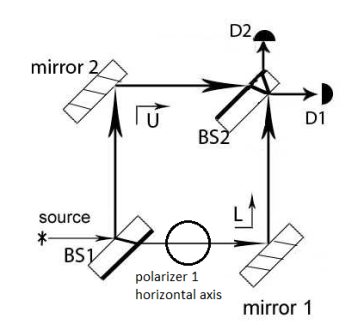 D2
mirror 2
D1
U
BS2
source
L
BS1
polarizer 1
horizontal axis
mirror 1